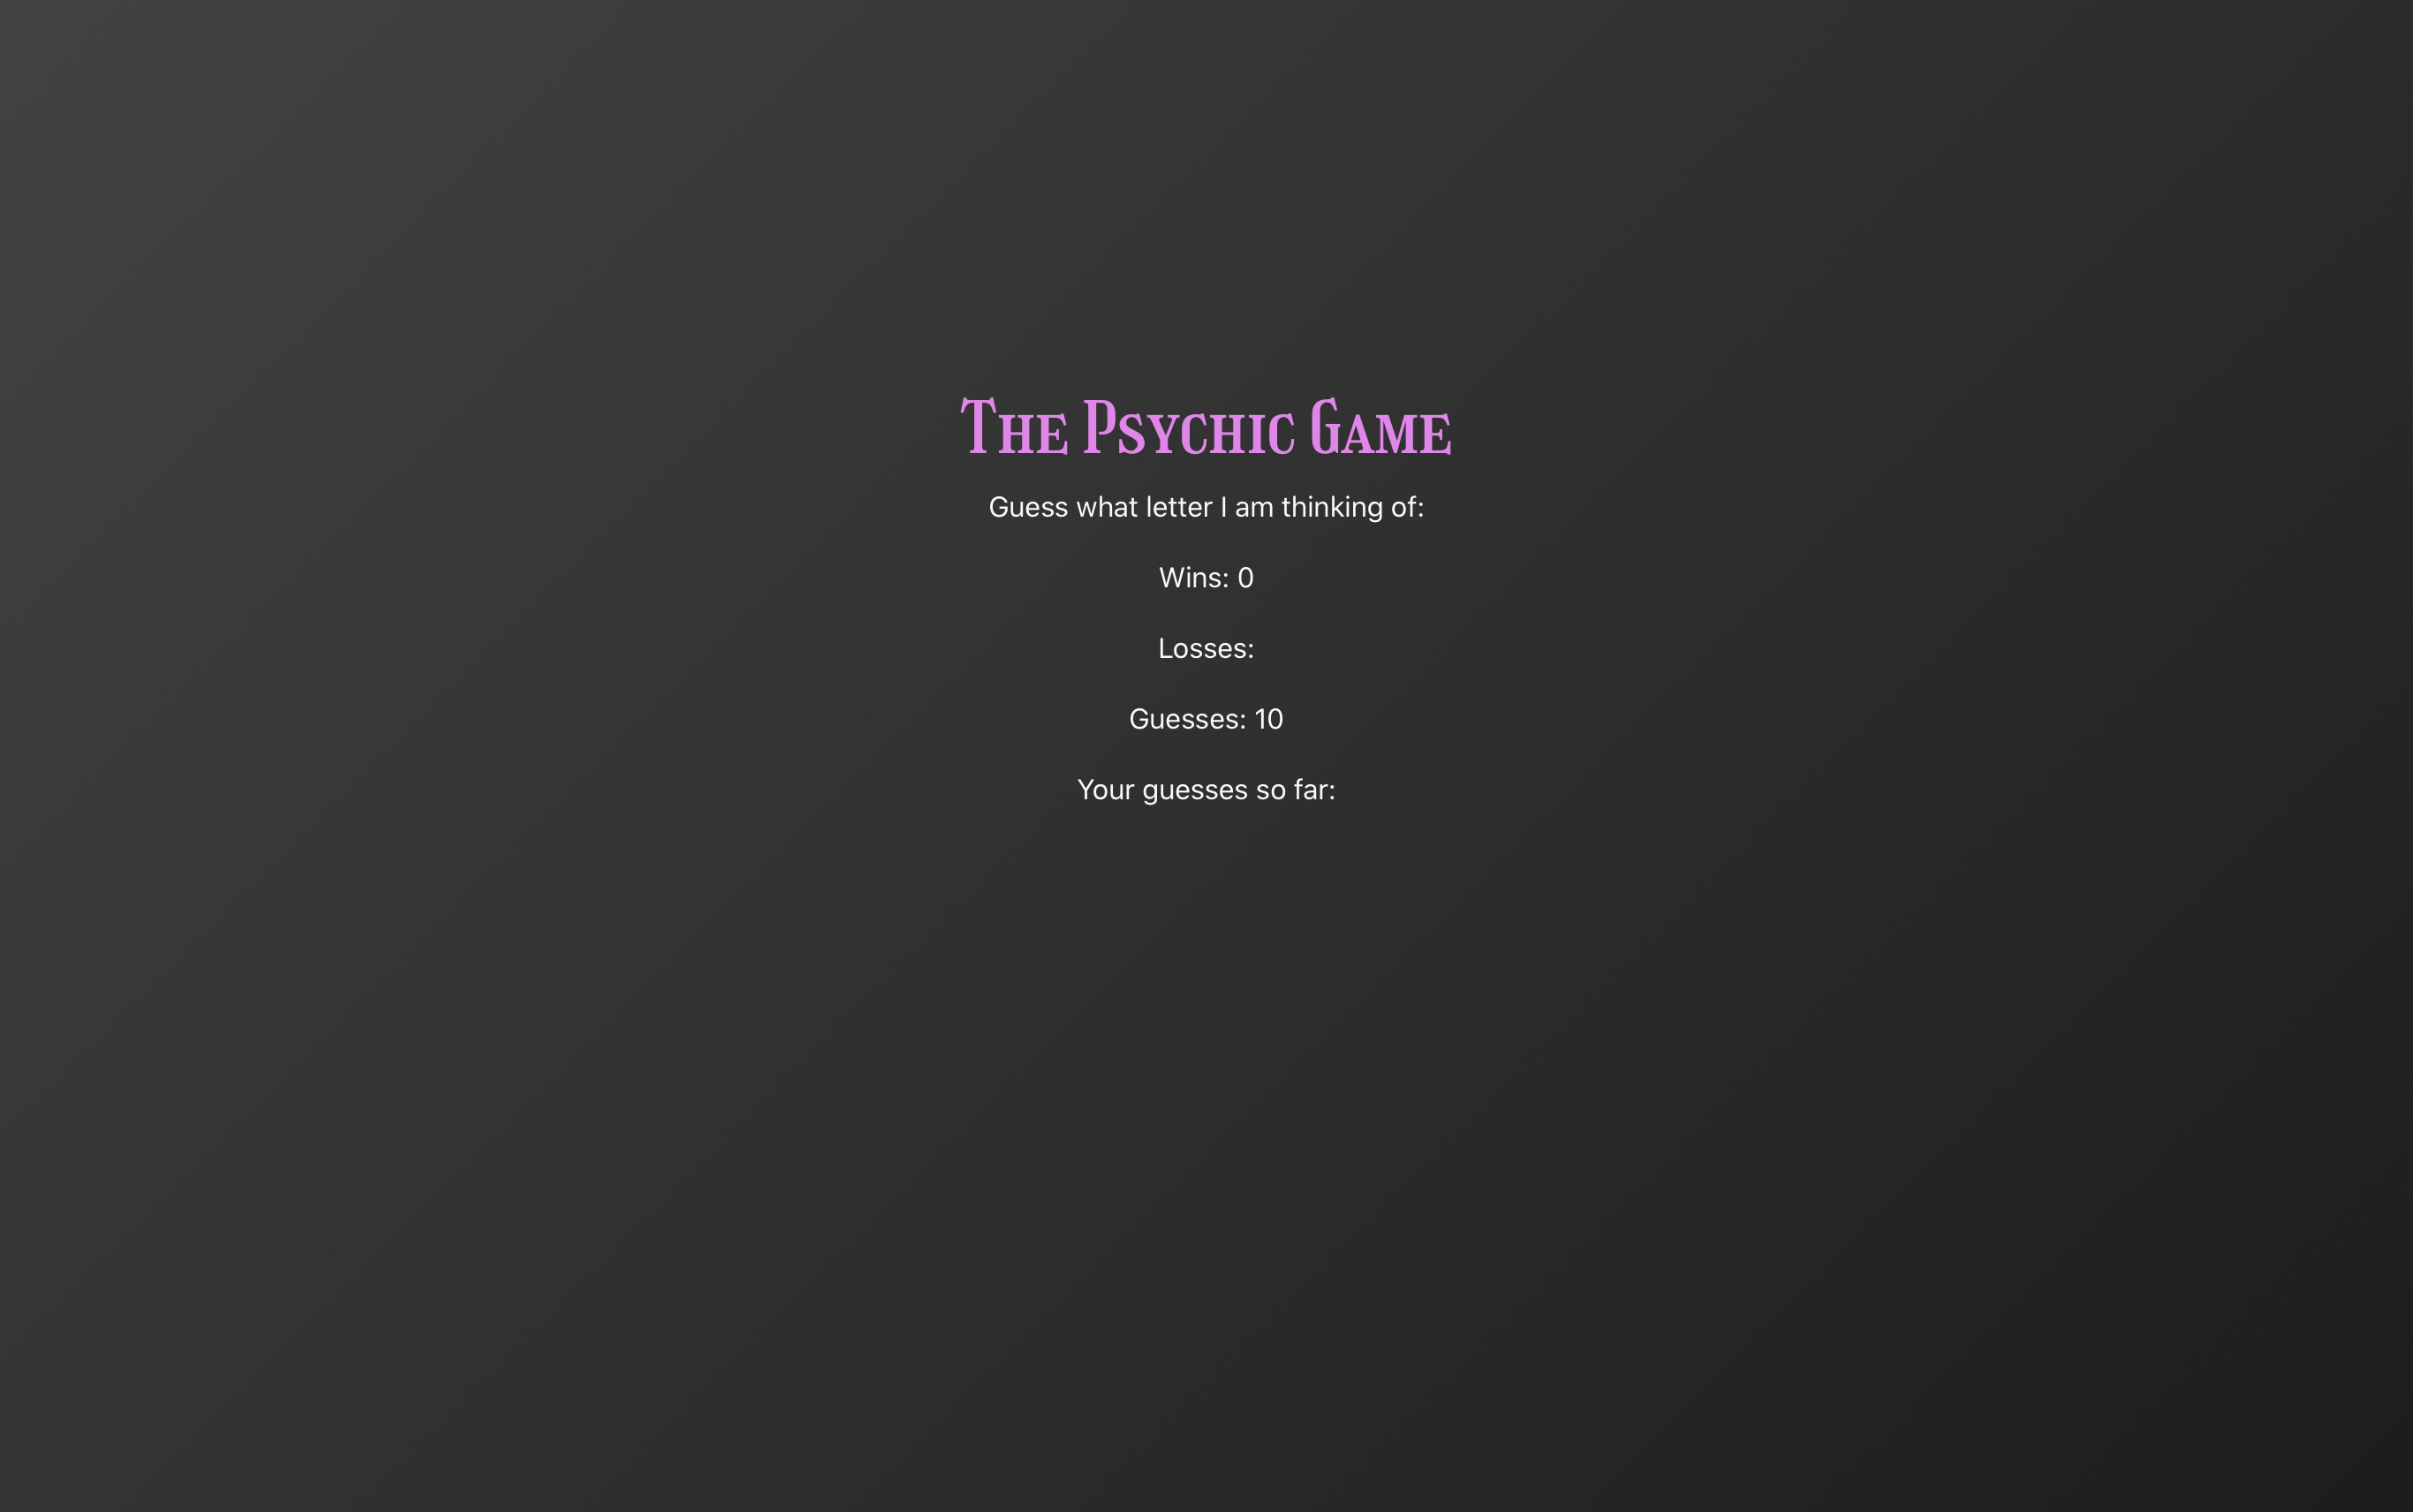 The Psychic Game
Guess what letter I am thinking of:
Wins: 0
Losses:
Guesses: 10
Your guesses so far: